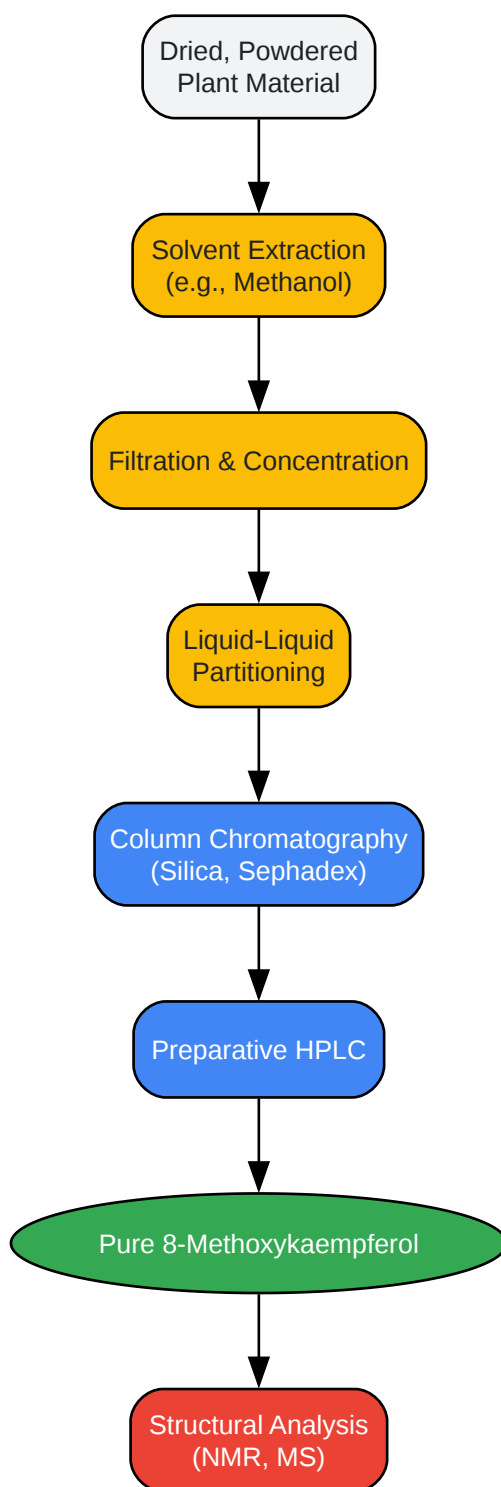 Dried, Powdered
Plant Material
Solvent Extraction
(e.g., Methanol)
Filtration & Concentration
Liquid-Liquid
Partitioning
Column Chromatography
(Silica, Sephadex)
Preparative HPLC
Pure 8-Methoxykaempferol
Structural Analysis
(NMR, MS)